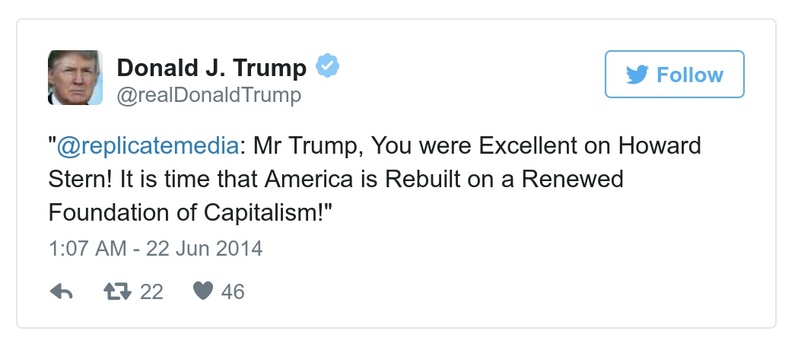 Donald J. Trump
@realDonaldTrump
Follow
"@replicatemedia: Mr Trump, You were Excellent on Howard
Stern! It is time that America is Rebuilt on a Renewed
Foundation of Capitalism!"
1:07 AM - 22 Jun 2014
22 46